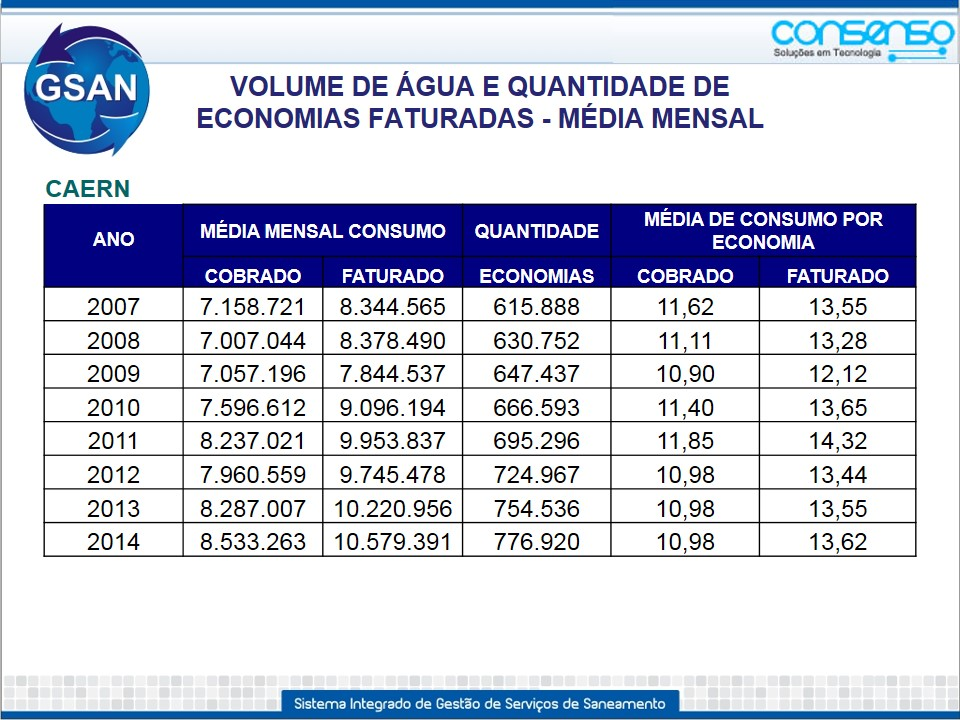 consenso
Soluções em Tecnologia
GSAN
VOLUME DE ÁGUA E QUANTIDADE DE
ECONOMIAS FATURADAS - MÉDIA MENSAL
CAERN
ANO MÉDIA MENSAL CONSUMO QUANTIDADE MÉDIA DE CONSUMO POR ECONOMIA
COBRADO FATURADO ECONOMIAS COBRADO FATURADO
2007 7.158.721 8.344.565 615.888 11,62 13,55
2008 7.007.044 8.378.490 630.752 11,11 13,28
2009 7.057.196 7.844.537 647.437 10,90 12,12
2010 7.596.612 9.096.194 666.593 11,40 13,65
2011 8.237.021 9.953.837 695.296 11,85 14,32
2012 7.960.559 9.745.478 724.967 10,98 13,44
2013 8.287.007 10.220.956 754.536 10,98 13,55
2014 8.533.263 10.579.391 776.920 10,98 13,62
Sistema Integrado de Gestão de Serviços de Saneamento